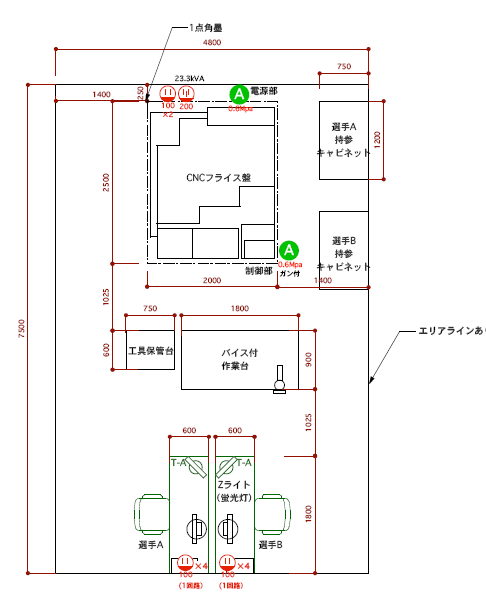 1点角墨
4800
750
23.3kVA
250
1400
電源部
A
0.6Mpa
100
×2
200
選手A
持参
キャビネット
1200
2500
CNCフライス盤
7500
選手B
持参
キャビネット
A
0.6Mpa
ガン付
制御部
2000
1400
1025
750
1800
エリアラインあり
600
工具保管台
バイス付
作業台
900
1025
600
600
T-A
T-A
Zライト
(蛍光灯)
1800
選手A
選手B
×4
100
(1回路)
×4
100
(1回路)